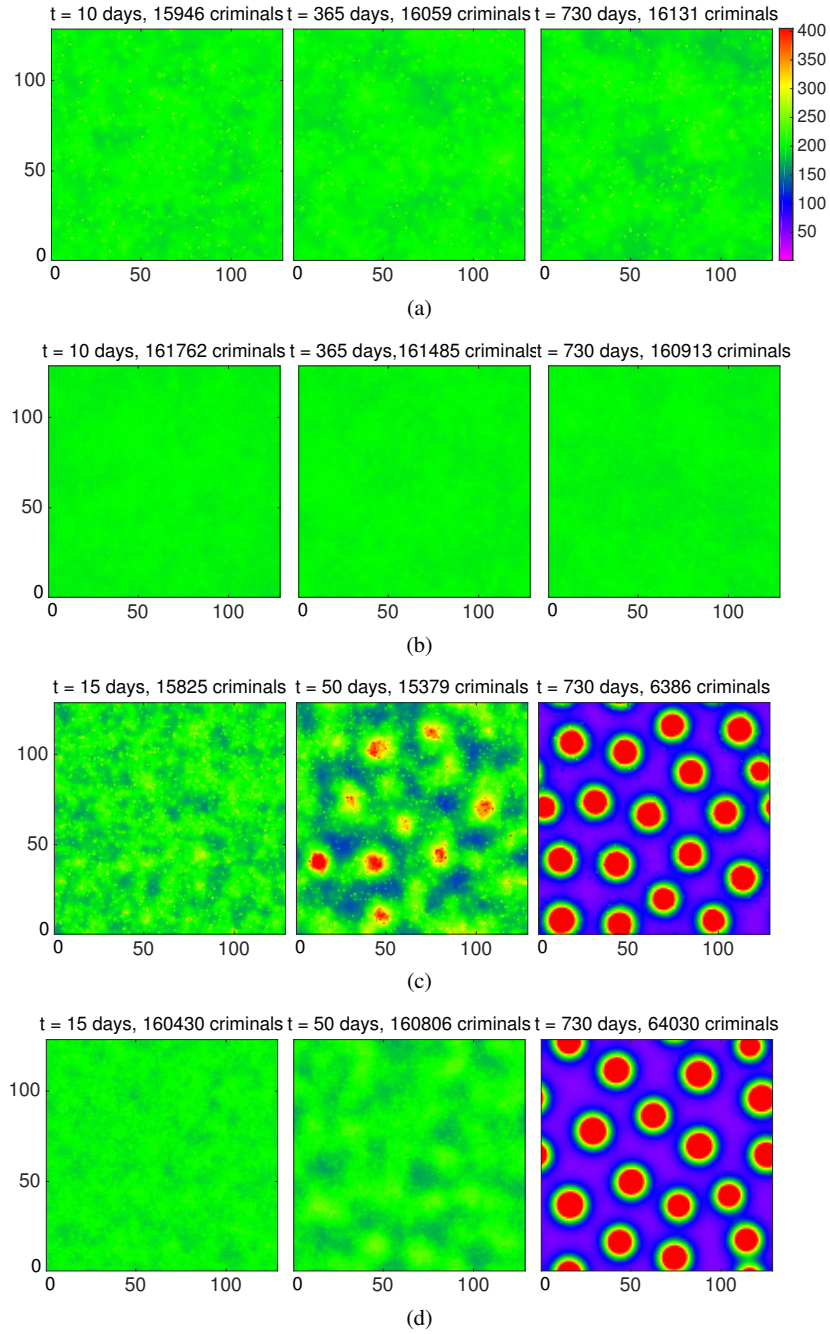 t = 10 days, 15946 criminals t = 365 days, 16059 criminals t = 730 days, 16131 criminals
400
350
300
250
200
150
100
50
100
50
0
0 50 100 0 50 100 0 50 100
(a)
t = 10 days, 161762 criminals t = 365 days,161485 criminals t = 730 days, 160913 criminals
100
50
0
0 50 100 0 50 100 0 50 100
(b)
t = 15 days, 15825 criminals t = 50 days, 15379 criminals t = 730 days, 6386 criminals
100
50
0
0 50 100 0 50 100 0 50 100
(c)
t = 15 days, 160430 criminals t = 50 days, 160806 criminals t = 730 days, 64030 criminals
100
50
0
0 50 100 0 50 100 0 50 100
(d)